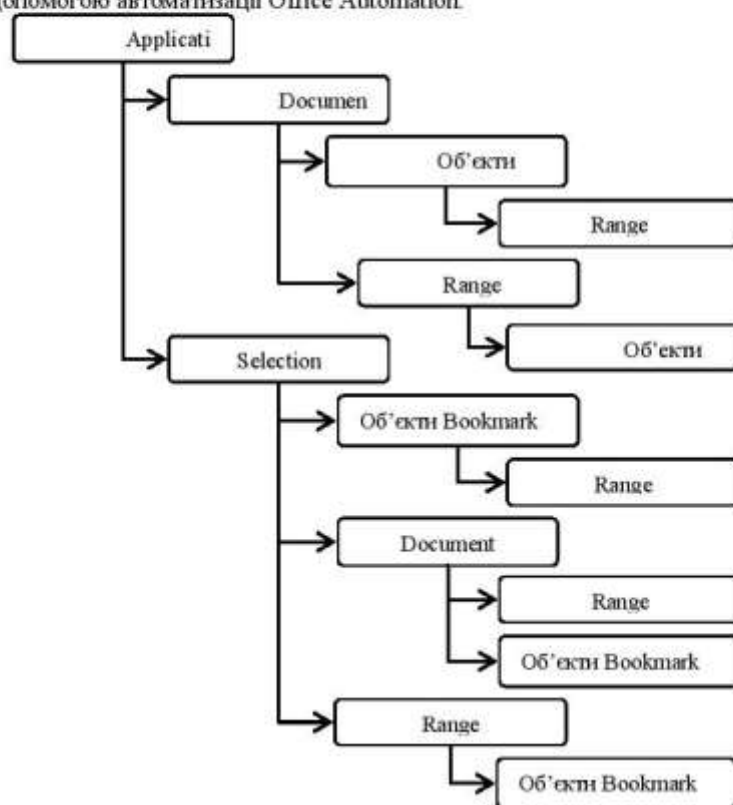 допомогою автоматизації Office Automation.
Applicati
Documen
Об’єкти
Range
Range
Об’єкти
Selection
Об’єкти Bookmark
Range
Document
Range
Об’єкти Bookmark
Range
Об’єкти Bookmark